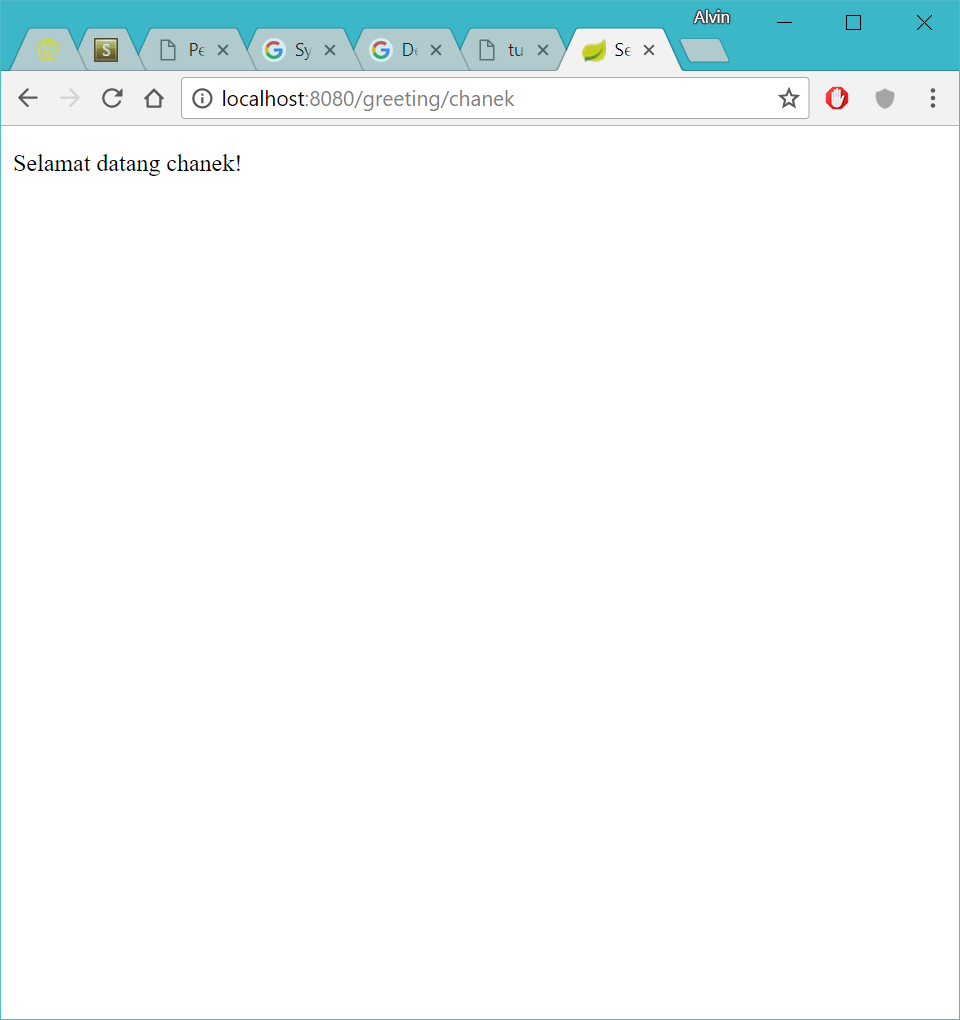 Alvin
S
Pe
Sy
De
tu
Se
localhost:8080/greeting/chanek
Selamat datang chanek!